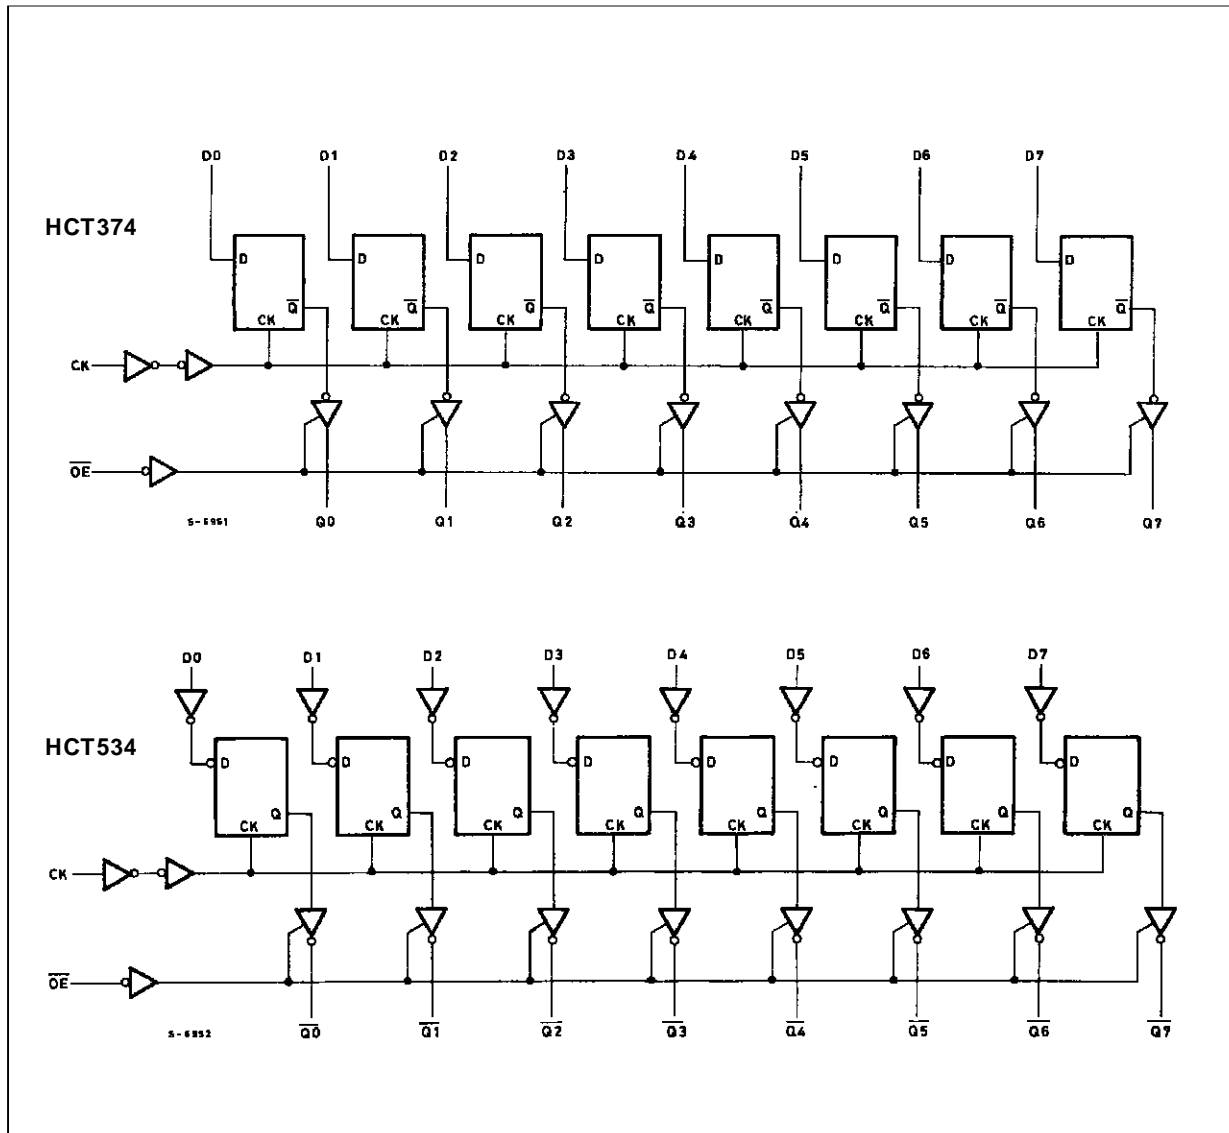 D0 D1 D2 D3 D4 D5 D6 D7
HCT374
D D D D D D D D
Q̅ Q̅ Q̅ Q̅ Q̅ Q̅ Q̅ Q̅
CK CK CK CK CK CK CK CK
CK
O̅E̅
S-6951
Q0 Q1 Q2 Q3 Q4 Q5 Q6 Q7
D0 D1 D2 D3 D4 D5 D6 D7
HCT534
D D D D D D D D
Q Q Q Q Q Q Q Q
CK CK CK CK CK CK CK CK
CK
O̅E̅
S-6952
Q̅0̅ Q̅1̅ Q̅2̅ Q̅3̅ Q̅4̅ Q̅5̅ Q̅6̅ Q̅7̅